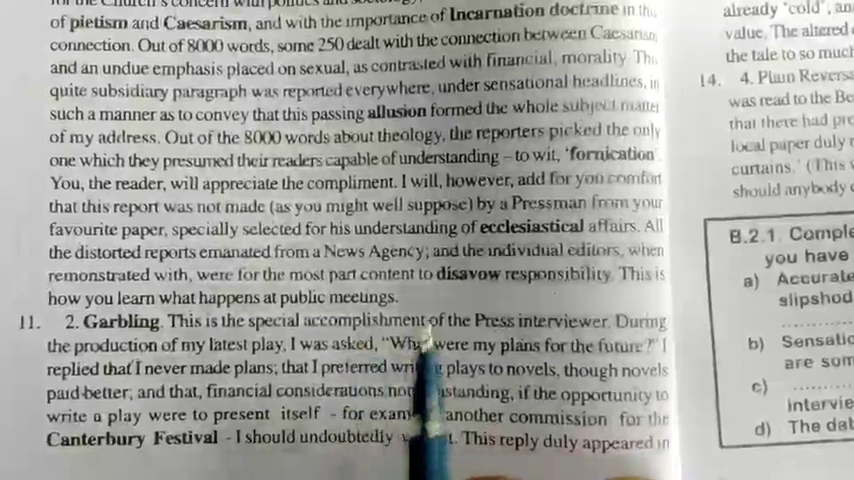 for the Church's concern with politics and
of pietism and Caesarism, and with the importance of Incarnation doctrine in this
connection. Out of 8000 words, some 250 dealt with the connection between Caesarism
and an undue emphasis placed on sexual, as contrasted with financial, morality This
quite subsidiary paragraph was reported everywhere, under sensational headlines, in
such a manner as to convey that this passing allusion formed the whole subject matter
of my address. Out of the 8000 words about theology, the reporters picked the only
one which they presumed their readers capable of understanding – to wit, 'fornication'.
You, the reader, will appreciate the compliment. I will, however, add for you comfort
that this report was not made (as you might well suppose) by a Pressman from your
favourite paper, specially selected for his understanding of ecclesiastical affairs. All
the distorted reports emanated from a News Agency; and the individual editors, when
remonstrated with, were for the most part content to disavow responsibility. This is
how you learn what happens at public meetings.
11. 2. Garbling. This is the special accomplishment of the Press interviewer. During
the production of my latest play, I was asked, "What were my plans for the future?" I
replied that I never made plans; that I preferred writing plays to novels, though novels
paid better; and that, financial considerations
if the opportunity to
write a play were to present itself - for
another commission for the
Canterbury Festival - I should undoubtedly
This reply duly appeared in
already 'cold', an
value. The altered
the tale to so much
14. 4. Plain Reversa
was read to the Be
that there had pre
local paper duly
curtains.' (This
should anybody
B.2.1 Comple
you have
a) Accurate
slipshod
b) Sensatio
are som
c)
intervie
d) The dat